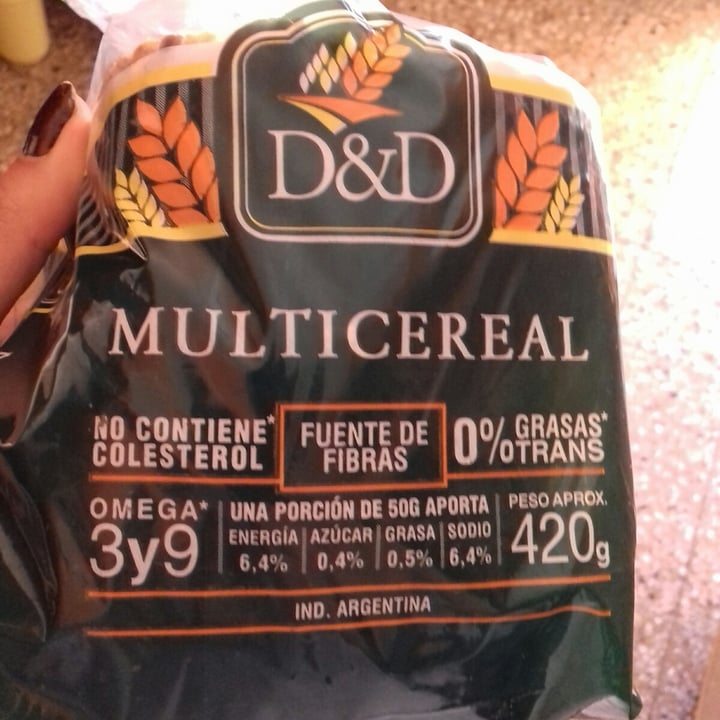 D&D
MULTICEREAL
NO CONTIENE*
COLESTEROL
FUENTE DE
FIBRAS
0% GRASAS*
TRANS
OMEGA*
3y9
UNA PORCIÓN DE 50G APORTA
ENERGÍA AZÚCAR GRASA SODIO
6,4% 0,4% 0,5% 6,4%
PESO APROX.
420g
IND. ARGENTINA